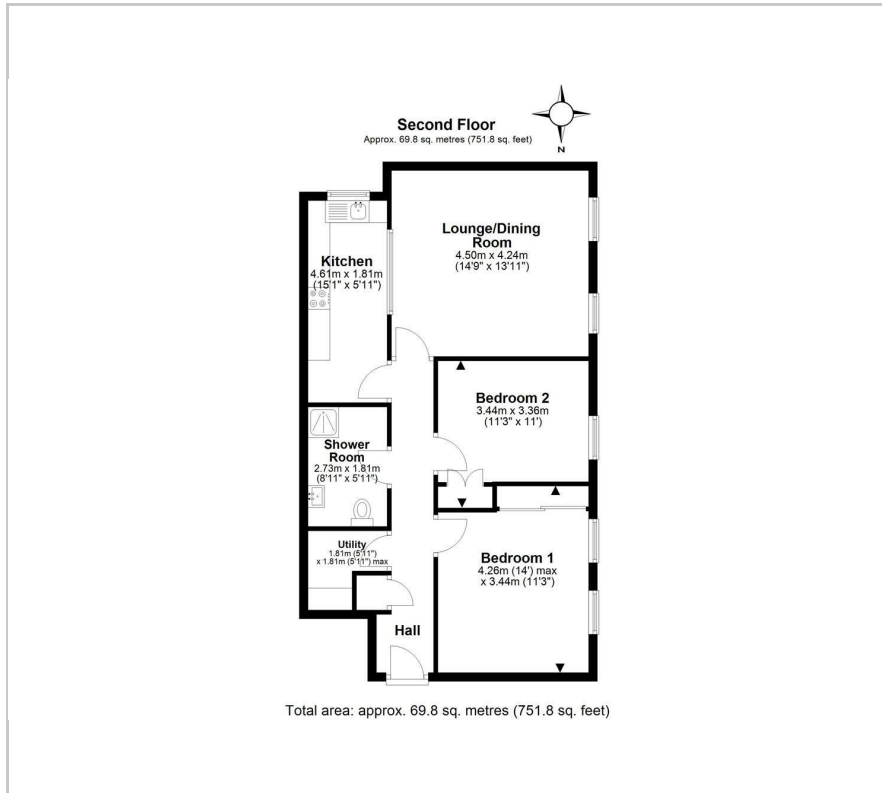 Second Floor
Approx. 69.8 sq. metres (751.8 sq. feet)
N
Lounge/Dining
Room
4.50m x 4.24m
(14'9" x 13'11")
Kitchen
4.61m x 1.81m
(15'1" x 5'11")
Bedroom 2
3.44m x 3.36m
(11'3" x 11')
Shower
Room
2.73m x 1.81m
(8'11" x 5'11")
Utility
1.81m (5'11")
x 1.81m (5'11") max
Bedroom 1
4.26m (14') max
x 3.44m (11'3")
Hall
Total area: approx. 69.8 sq. metres (751.8 sq. feet)